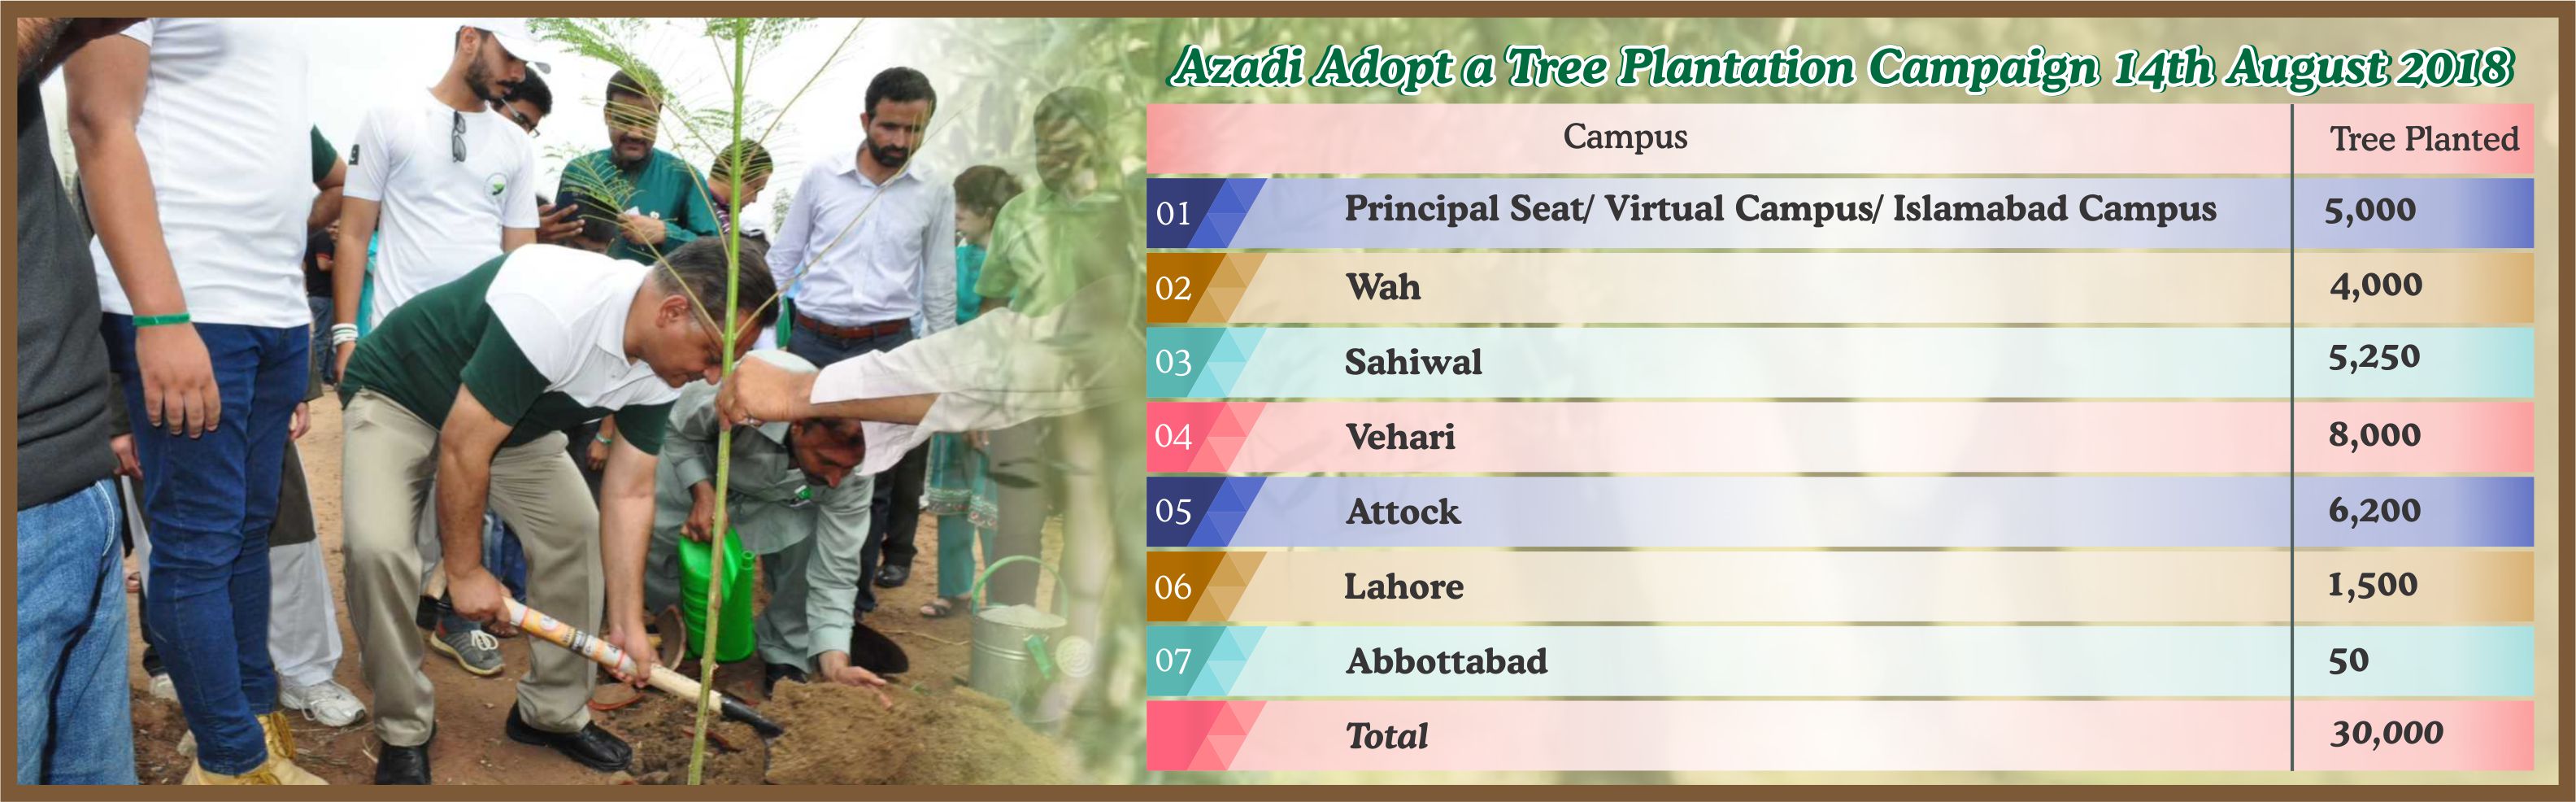 Azadi Adopt a Tree Plantation Campaign 14th August 2018
Campus Tree Planted
01 Principal Seat/ Virtual Campus/ Islamabad Campus 5,000
02 Wah 4,000
03 Sahiwal 5,250
04 Vehari 8,000
05 Attock 6,200
06 Lahore 1,500
07 Abbottabad 50
Total 30,000